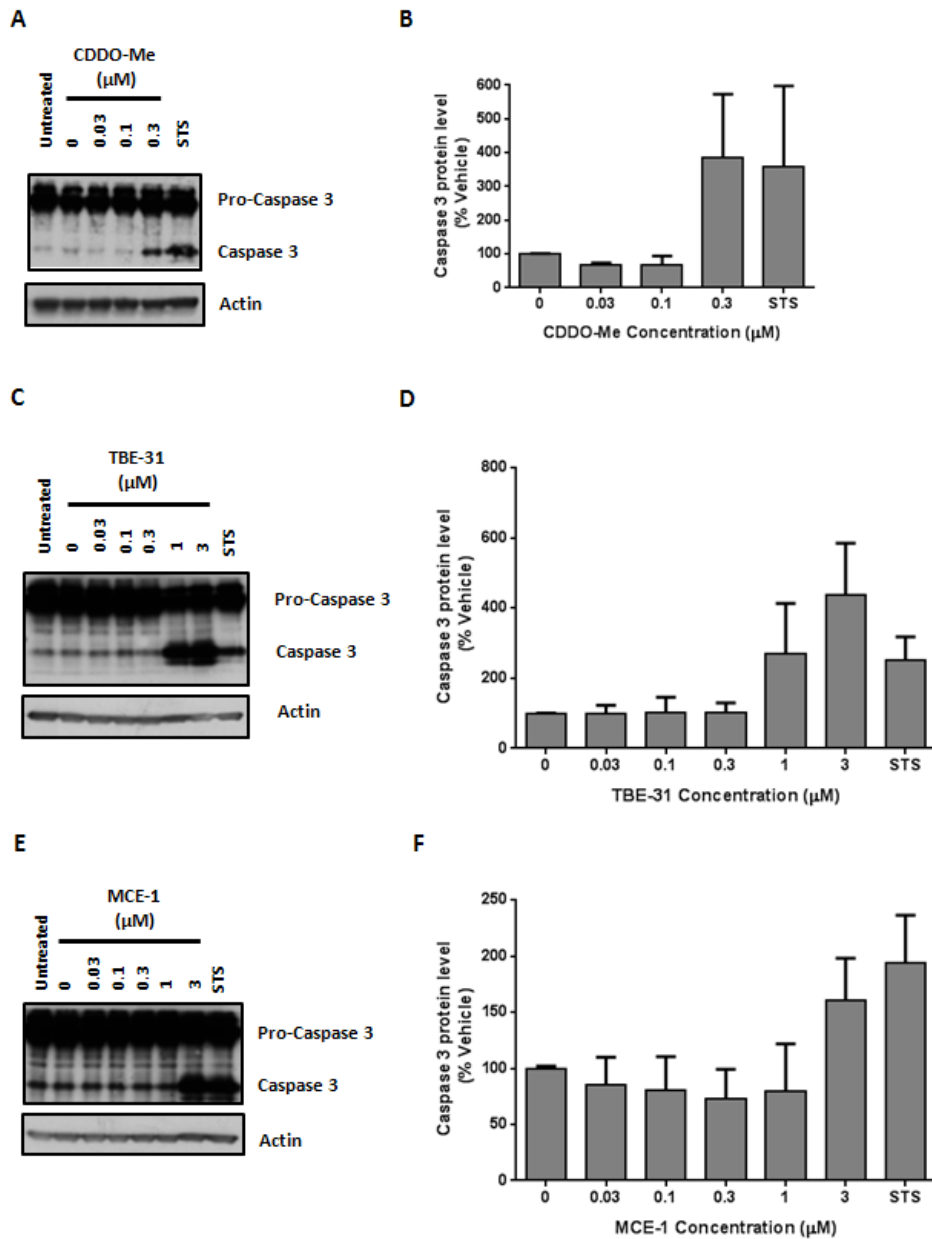 A
CDDO-Me
(µM)
Untreated
0
0.03
0.1
0.3
STS
Pro-Caspase 3
Caspase 3
Actin
B
Caspase 3 protein level
(% Vehicle)
600
500
400
300
200
100
0
0 0.03 0.1 0.3 STS
CDDO-Me Concentration (µM)
C
TBE-31
(µM)
Untreated
0
0.03
0.1
0.3
1
3
STS
Pro-Caspase 3
Caspase 3
Actin
D
Caspase 3 protein level
(% Vehicle)
800
600
400
200
0
0 0.03 0.1 0.3 1 3 STS
TBE-31 Concentration (µM)
E
MCE-1
(µM)
Untreated
0
0.03
0.1
0.3
1
3
STS
Pro-Caspase 3
Caspase 3
Actin
F
Caspase 3 protein level
(% Vehicle)
250
200
150
100
50
0
0 0.03 0.1 0.3 1 3 STS
MCE-1 Concentration (µM)